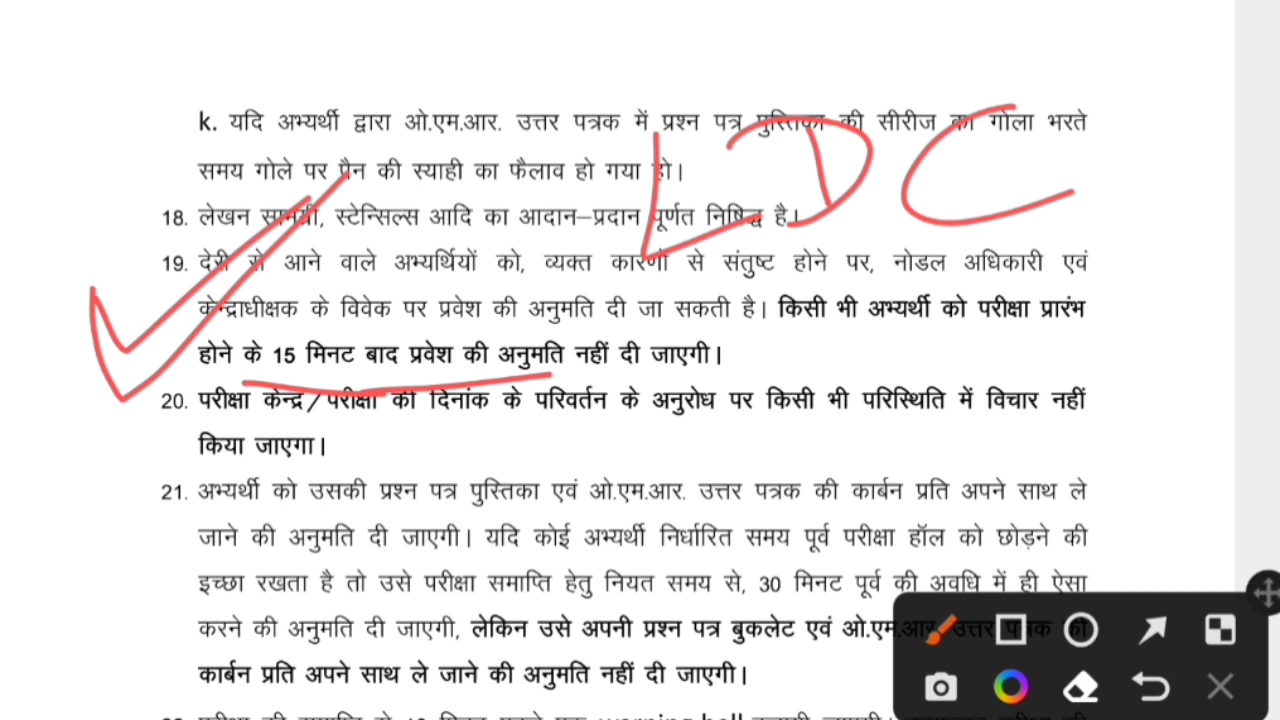 k. यदि अभ्यर्थी द्वारा ओ.एम.आर. उत्तर पत्रक में प्रश्न पत्र पुस्तिका की सीरीज का गोला भरते
समय गोले पर पैन की स्याही का फैलाव हो गया हो।
LDC
18. लेखन सामग्री, स्टेन्सिल्स आदि का आदान–प्रदान पूर्णत निषिद्ध है।
19. देरी से आने वाले अभ्यर्थियों को, व्यक्त कारणों से संतुष्ट होने पर, नोडल अधिकारी एवं
केन्द्राधीक्षक के विवेक पर प्रवेश की अनुमति दी जा सकती है। किसी भी अभ्यर्थी को परीक्षा प्रारंभ
होने के 15 मिनट बाद प्रवेश की अनुमति नहीं दी जाएगी।
20. परीक्षा केन्द्र/परीक्षा की दिनांक के परिवर्तन के अनुरोध पर किसी भी परिस्थिति में विचार नहीं
किया जाएगा।
21. अभ्यर्थी को उसकी प्रश्न पत्र पुस्तिका एवं ओ.एम.आर. उत्तर पत्रक की कार्बन प्रति अपने साथ ले
जाने की अनुमति दी जाएगी। यदि कोई अभ्यर्थी निर्धारित समय पूर्व परीक्षा हॉल को छोड़ने की
इच्छा रखता है तो उसे परीक्षा समाप्ति हेतु नियत समय से, 30 मिनट पूर्व की अवधि में ही ऐसा
करने की अनुमति दी जाएगी, लेकिन उसे अपनी प्रश्न पत्र बुकलेट एवं ओ.एम.आर. उत्तर पत्रक की
कार्बन प्रति अपने साथ ले जाने की अनुमति नहीं दी जाएगी।